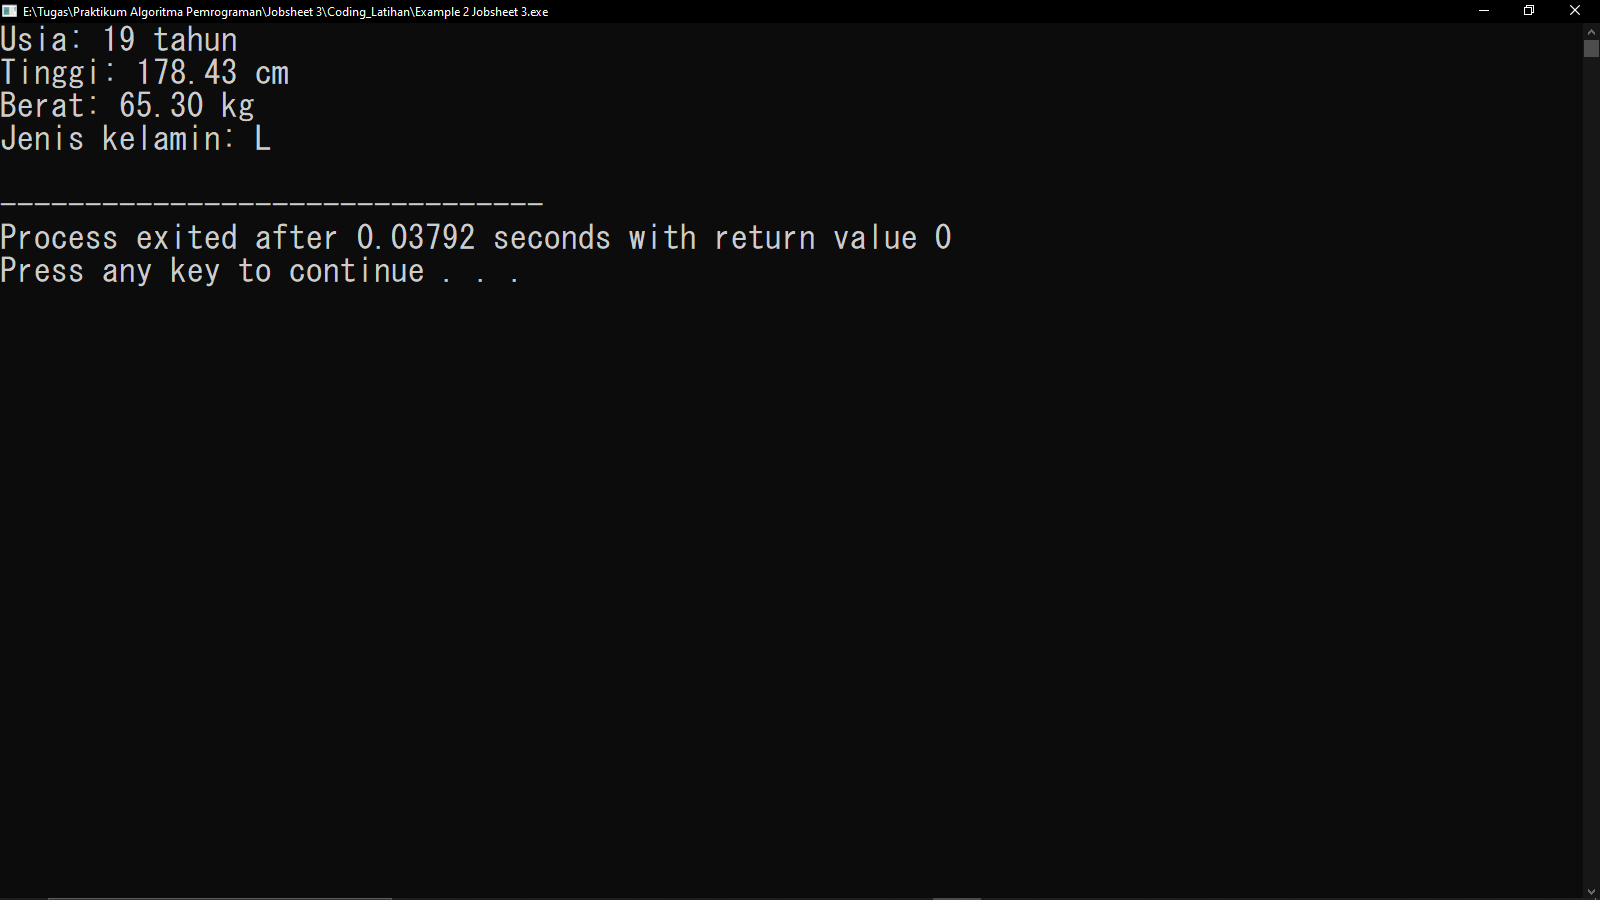 E:\Tugas\Praktikum Algoritma Pemrograman\Jobsheet 3\Coding_Latihan\Example 2 Jobsheet 3.exe
Usia: 19 tahun
Tinggi: 178.43 cm
Berat: 65.30 kg
Jenis kelamin: L
--------------------------------
Process exited after 0.03792 seconds with return value 0
Press any key to continue . . .